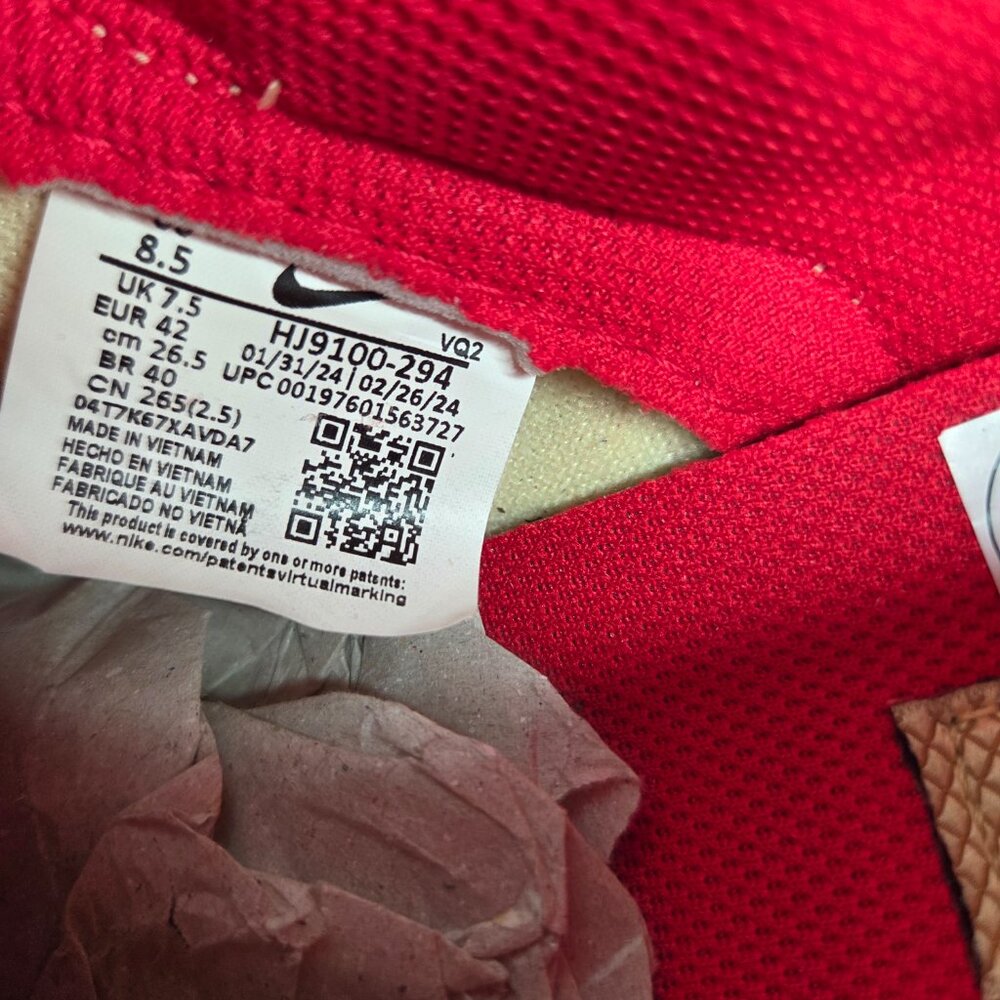 8.5
UK 7.5
EUR 42
cm 26.5
BR 40
CN 265(2.5)
VQ2
HJ9100-294
01/31/24 | 02/26/24
UPC 00197601563727
04T7K67XAVDA7
MADE IN VIETNAM
HECHO EN VIETNAM
FABRIQUE AU VIETNAM
FABRICADO NO VIETNÃ
This product is covered by one or more patents:
www.nike.com/patentsvirtualmarking